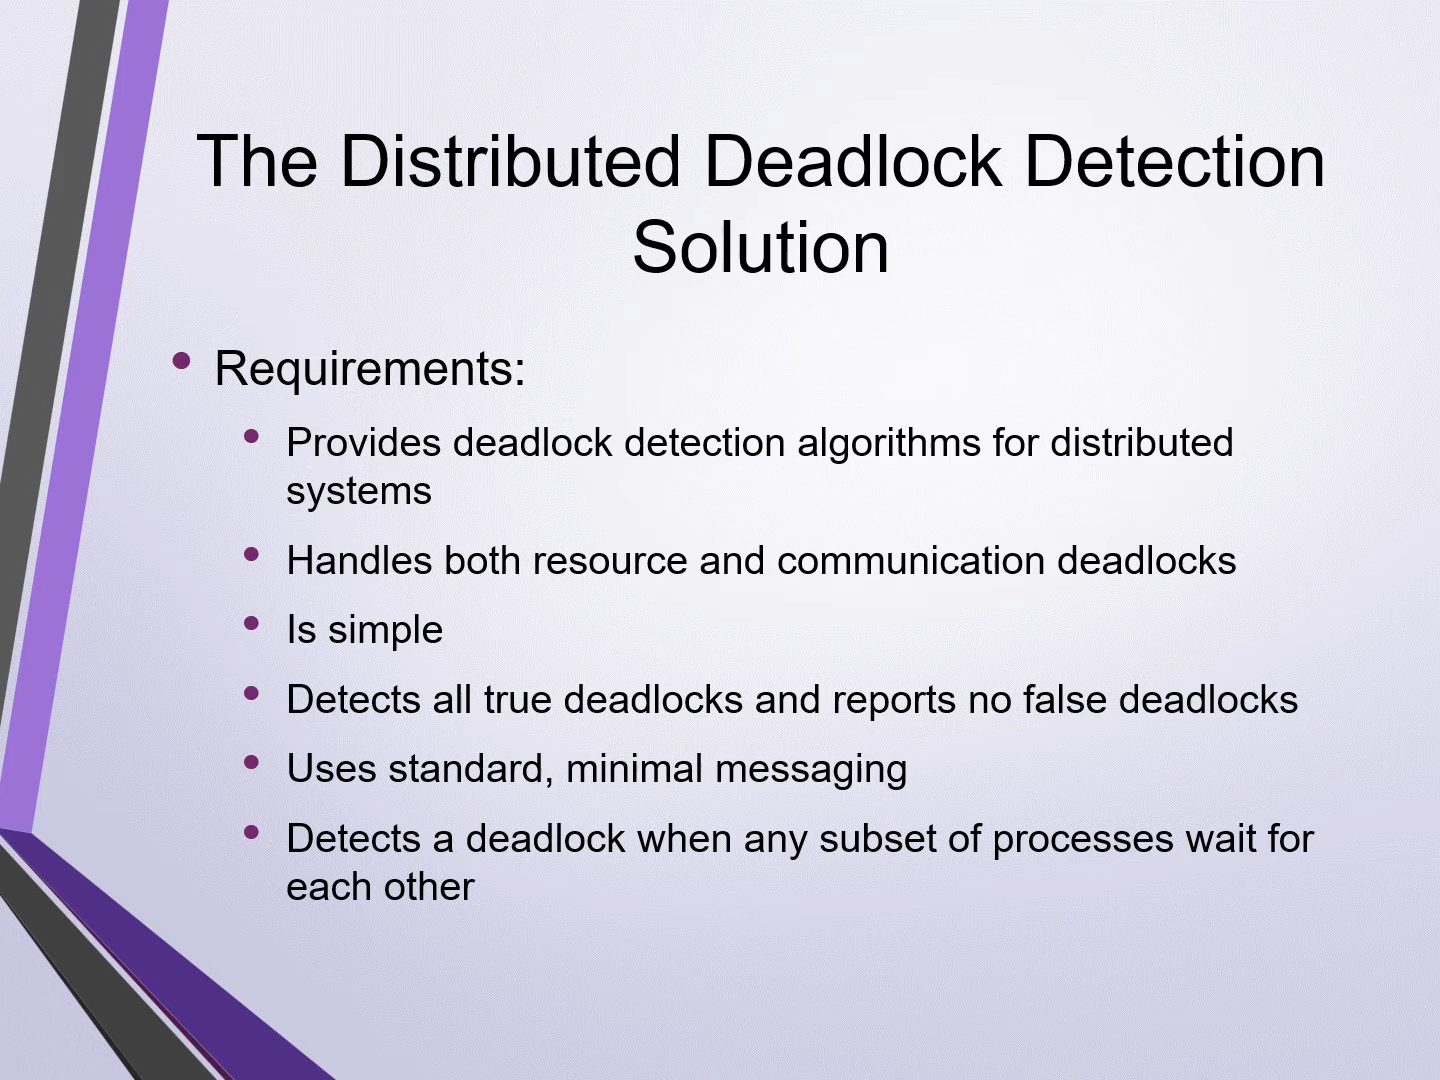 The Distributed Deadlock Detection
Solution
Requirements:
Provides deadlock detection algorithms for distributed
systems
Handles both resource and communication deadlocks
Is simple
Detects all true deadlocks and reports no false deadlocks
Uses standard, minimal messaging
Detects a deadlock when any subset of processes wait for
each other